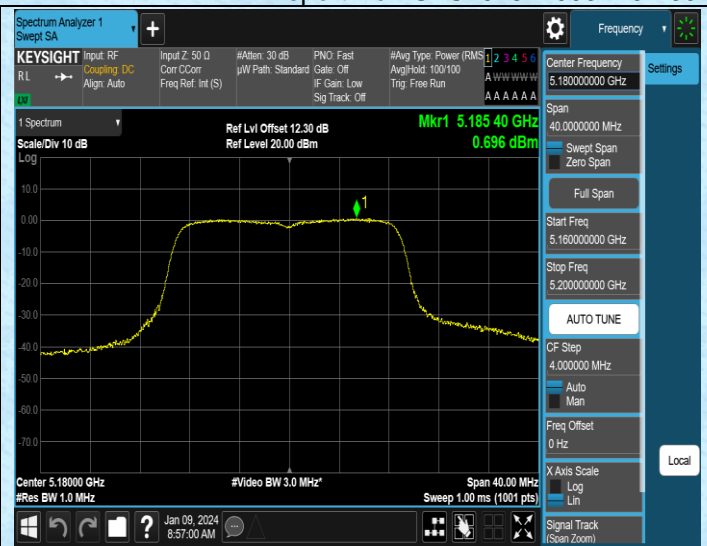 Spectrum Analyzer 1
Swept SA
+
Frequency
KEYSIGHT
RL
LXI
Input: RF
Coupling: DC
Align: Auto
Input Z: 50 Ω
Corr CCorr
Freq Ref: Int (S)
#Atten: 30 dB
µW Path: Standard
PNO: Fast
Gate: Off
IF Gain: Low
Sig Track: Off
#Avg Type: Power (RMS
Avg|Hold: 100/100
Trig: Free Run
1 2 3 4 5 6
A W W W W W
A A A A A A
1 Spectrum
Scale/Div 10 dB
Log
Ref Lvl Offset 12.30 dB
Ref Level 20.00 dBm
Mkr1 5.185 40 GHz
0.696 dBm
1
10.0
0.00
-10.0
-20.0
-30.0
-40.0
-50.0
-60.0
-70.0
Center 5.18000 GHz
#Res BW 1.0 MHz
#Video BW 3.0 MHz*
Span 40.00 MHz
Sweep 1.00 ms (1001 pts)
Center Frequency
5.180000000 GHz
Settings
Span
40.0000000 MHz
Swept Span
Zero Span
Full Span
Start Freq
5.160000000 GHz
Stop Freq
5.200000000 GHz
AUTO TUNE
CF Step
4.000000 MHz
Auto
Man
Freq Offset
0 Hz
X Axis Scale
Log
Lin
Local
Signal Track
(Span Zoom)
?
Jan 09, 2024
8:57:00 AM